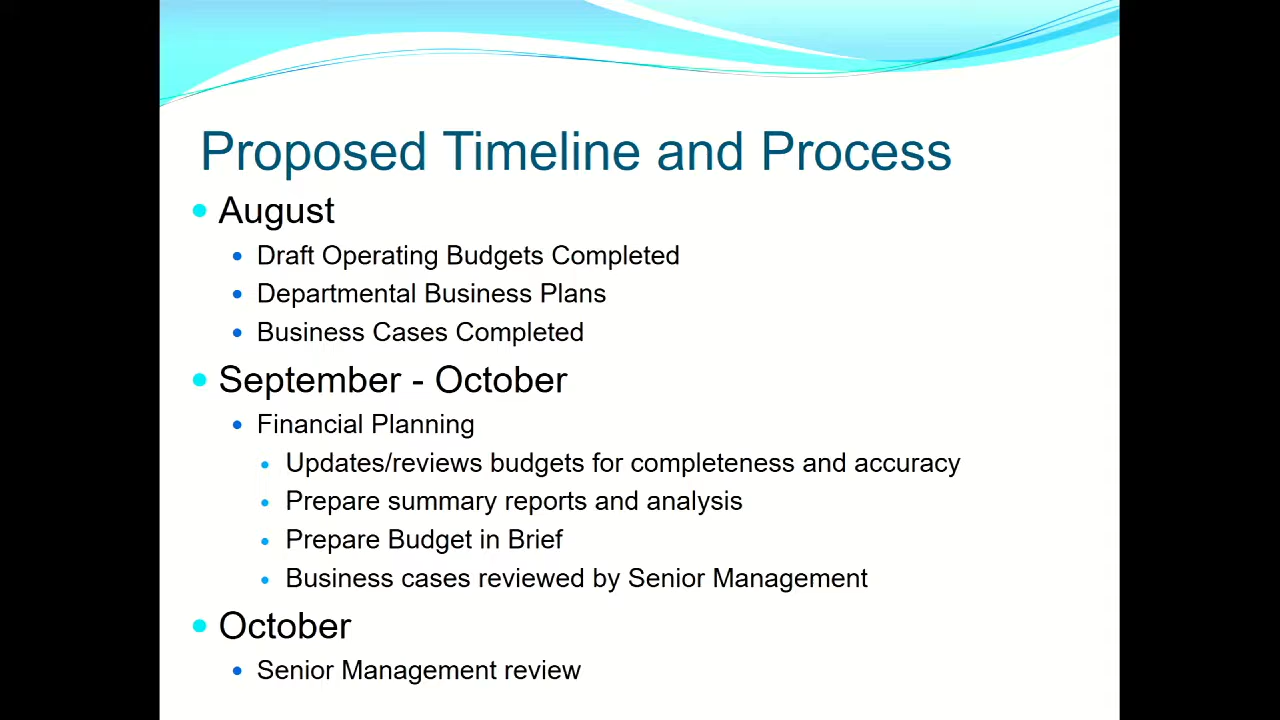 Proposed Timeline and Process
August
Draft Operating Budgets Completed
Departmental Business Plans
Business Cases Completed
September - October
Financial Planning
Updates/reviews budgets for completeness and accuracy
Prepare summary reports and analysis
Prepare Budget in Brief
Business cases reviewed by Senior Management
October
Senior Management review